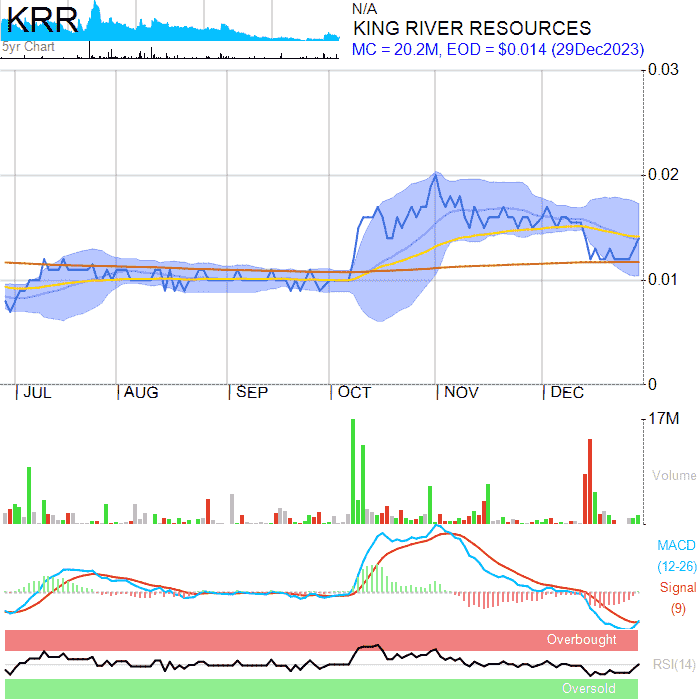 KRR
5yr Chart
N/A
KING RIVER RESOURCES
MC = 20.2M, EOD = $0.014 (29Dec2023)
0.03
0.02
0.01
0
| JUL | AUG | SEP | OCT | NOV | DEC
17M
Volume
MACD
(12-26)
Signal
(9)
Overbought
RSI(14)
Oversold